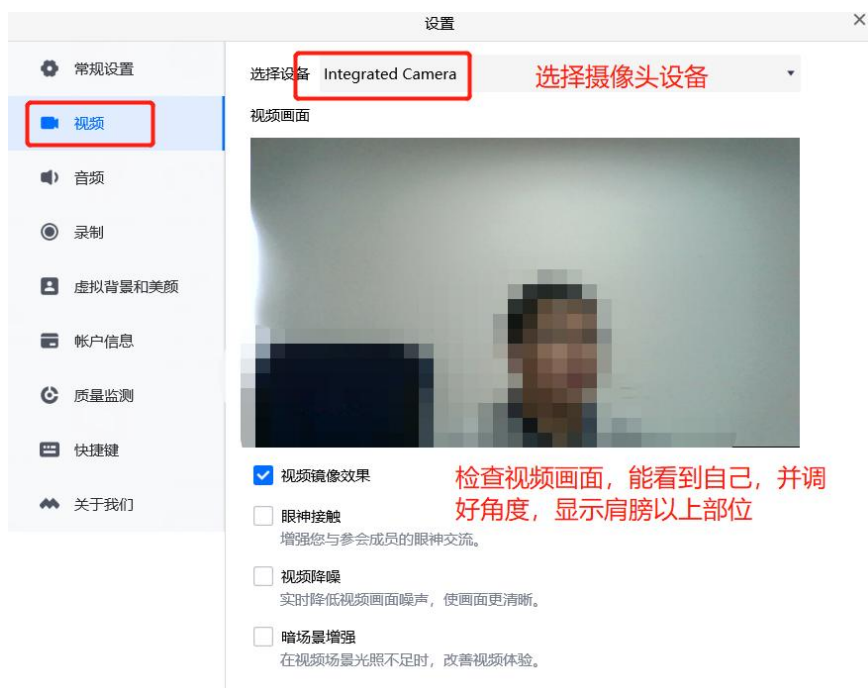 设置
常规设置
视频
音频
录制
虚拟背景和美颜
帐户信息
质量监测
快捷键
关于我们
选择设备 Integrated Camera 选择摄像头设备
视频画面
视频镜像效果
检查视频画面，能看到自己，并调
好角度，显示肩膀以上部位
眼神接触
增强您与参会成员的眼神交流。
视频降噪
实时降低视频画面噪声，使画面更清晰。
暗场景增强
在视频场景光照不足时，改善视频体验。